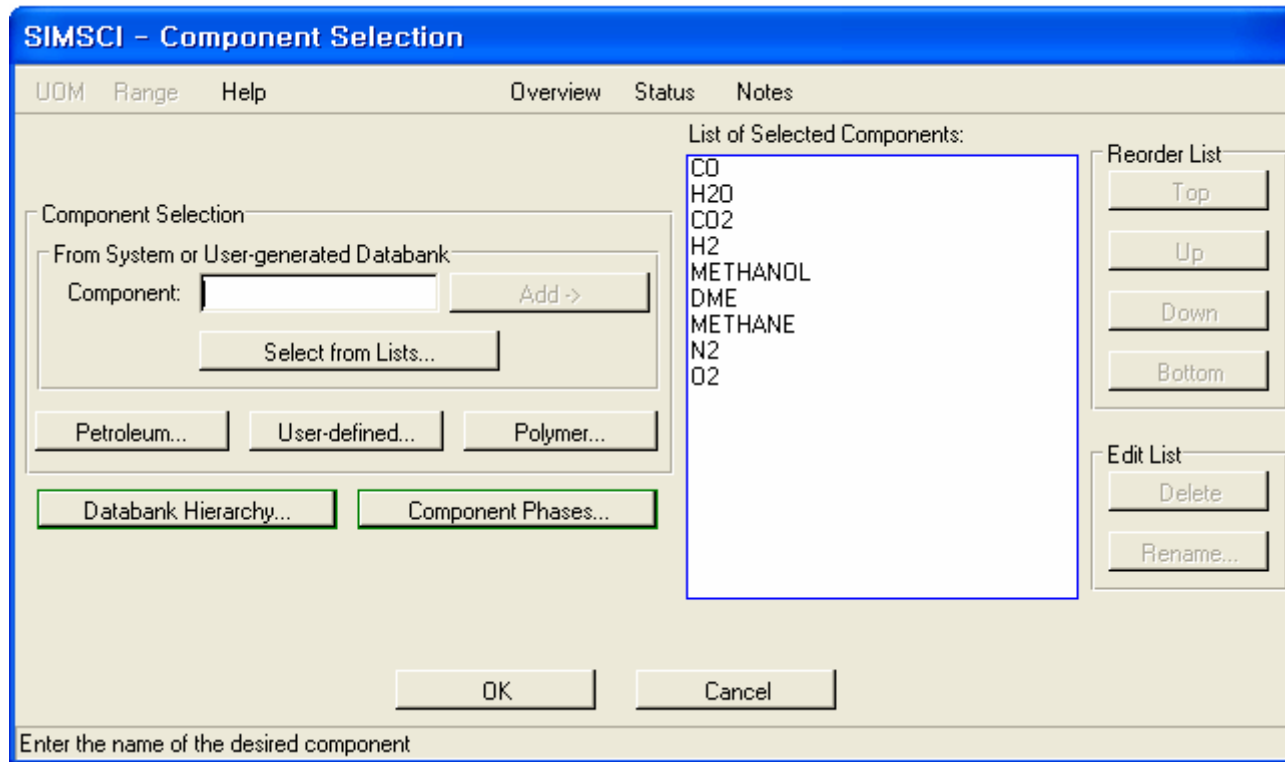 SIMSCI - Component Selection
UOM Range Help Overview Status Notes
List of Selected Components:
CO
H2O
CO2
H2
METHANOL
DME
METHANE
N2
O2
Component Selection
From System or User-generated Databank
Component: Add ->
Select from Lists...
Petroleum... User-defined... Polymer...
Databank Hierarchy... Component Phases...
Reorder List
Top
Up
Down
Bottom
Edit List
Delete
Rename...
OK Cancel
Enter the name of the desired component